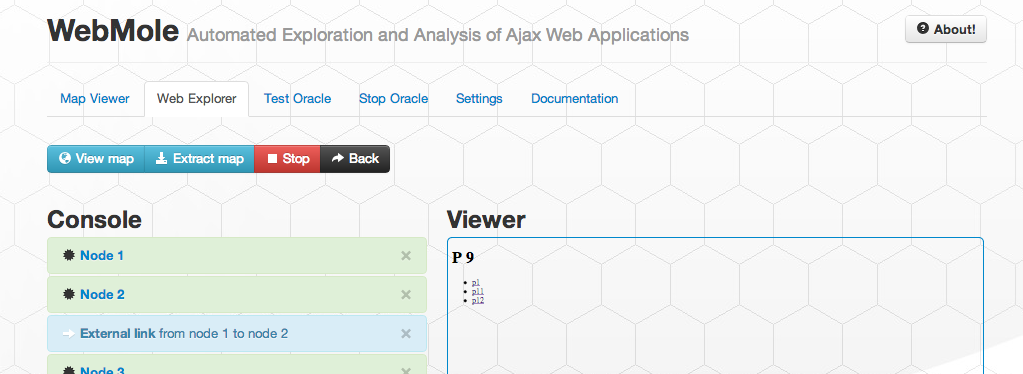 WebMole Automated Exploration and Analysis of Ajax Web Applications
About!
Map Viewer Web Explorer Test Oracle Stop Oracle Settings Documentation
View map Extract map Stop Back
Console
Viewer
Node 1
Node 2
External link from node 1 to node 2
Node 3
P 9
p1
p11
p12